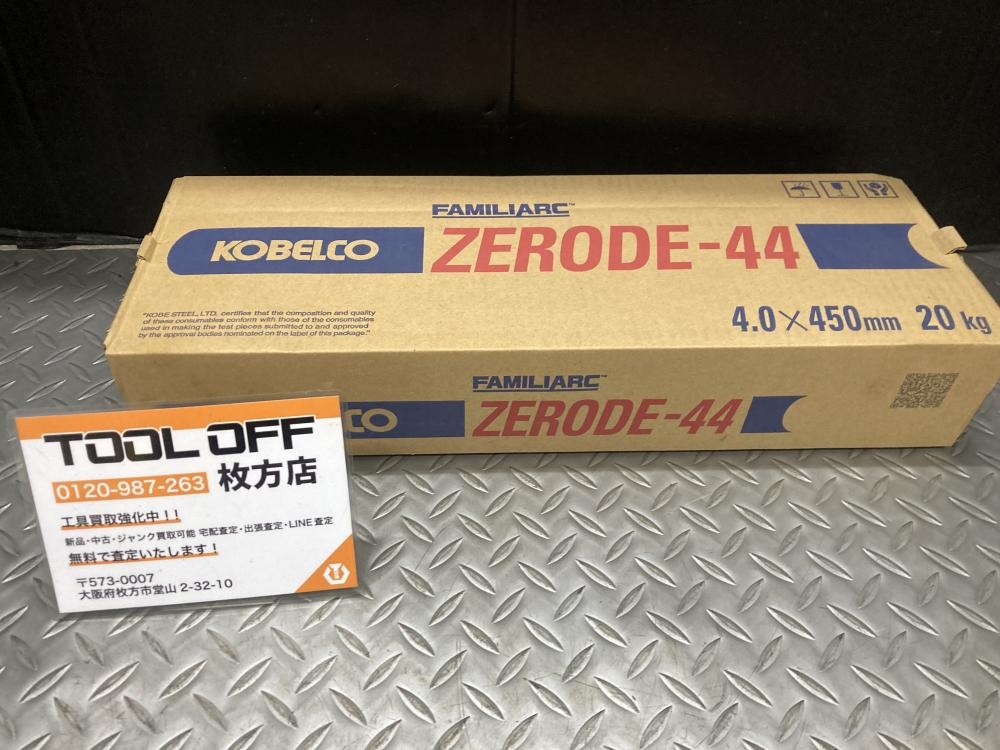 FAMILIARC™
KOBELCO ZERODE-44
"KOBE STEEL, LTD. certifies that the composition and quality
of these consumables conform with those of the consumables
used in making the test pieces submitted to and approved
by the approval bodies nominated on the label of this package."
4.0×450mm 20kg
FAMILIARC™
CO ZERODE-44
TOOL OFF
0120-987-263 枚方店
工具買取強化中!!
新品・中古・ジャンク買取可能 宅配査定・出張査定・LINE査定
無料で査定いたします!
〒573-0007
大阪府枚方市堂山2-32-10